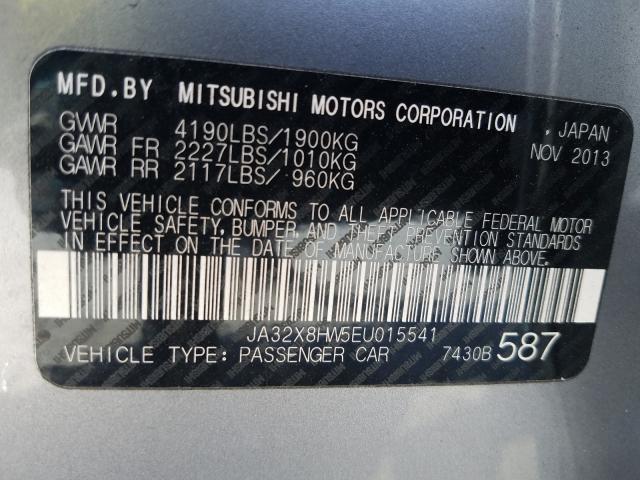 MFD.BY MITSUBISHI MOTORS CORPORATION . JAPAN
GVWR 4190LBS/1900KG NOV 2013
GAWR FR 2227LBS/1010KG
GAWR RR 2117LBS/ 960KG
THIS VEHICLE CONFORMS TO ALL APPLICABLE FEDERAL MOTOR
VEHICLE SAFETY, BUMPER, AND THEFT PREVENTION STANDARDS
IN EFFECT ON THE DATE OF MANUFACTURE SHOWN ABOVE.
JA32X8HW5EU015541
VEHICLE TYPE: PASSENGER CAR 7430B 587